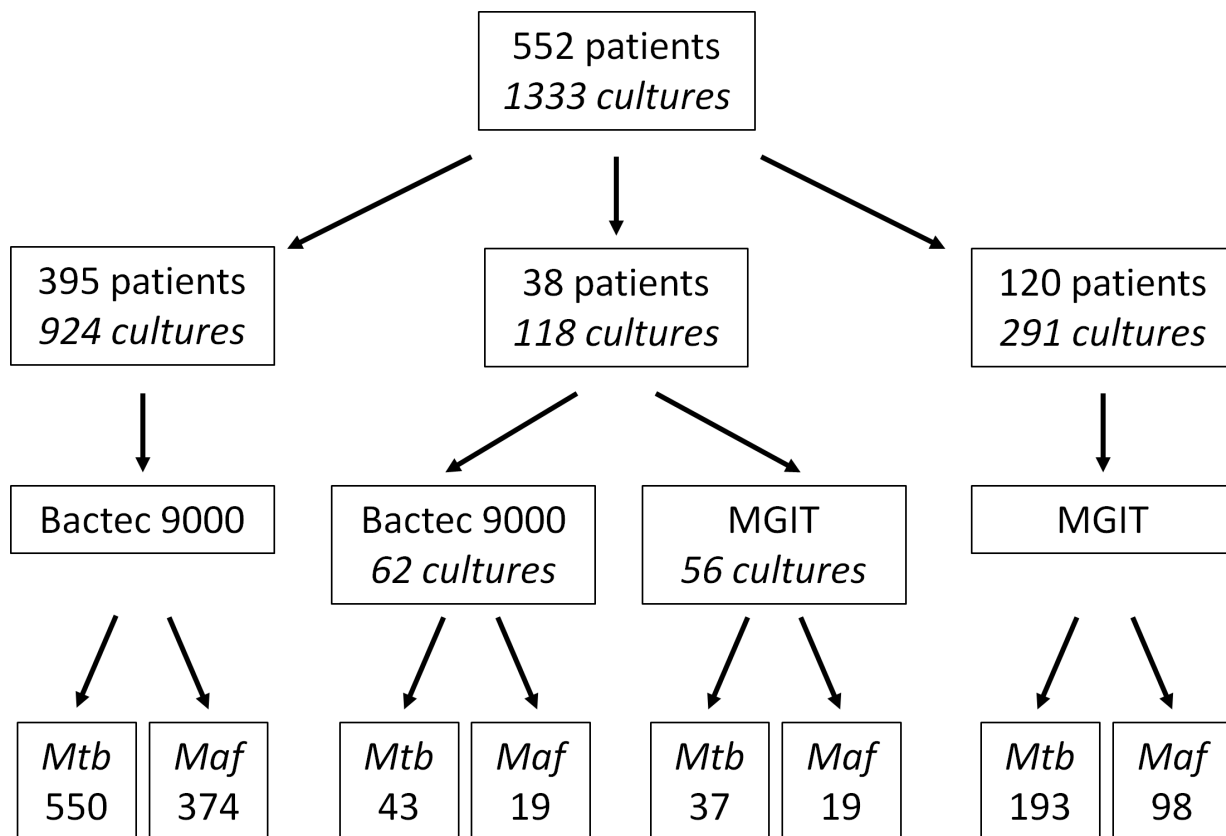 552 patients
1333 cultures
395 patients
924 cultures
38 patients
118 cultures
120 patients
291 cultures
Bactec 9000
Bactec 9000
62 cultures
MGIT
56 cultures
MGIT
Mtb
550
Maf
374
Mtb
43
Maf
19
Mtb
37
Maf
19
Mtb
193
Maf
98